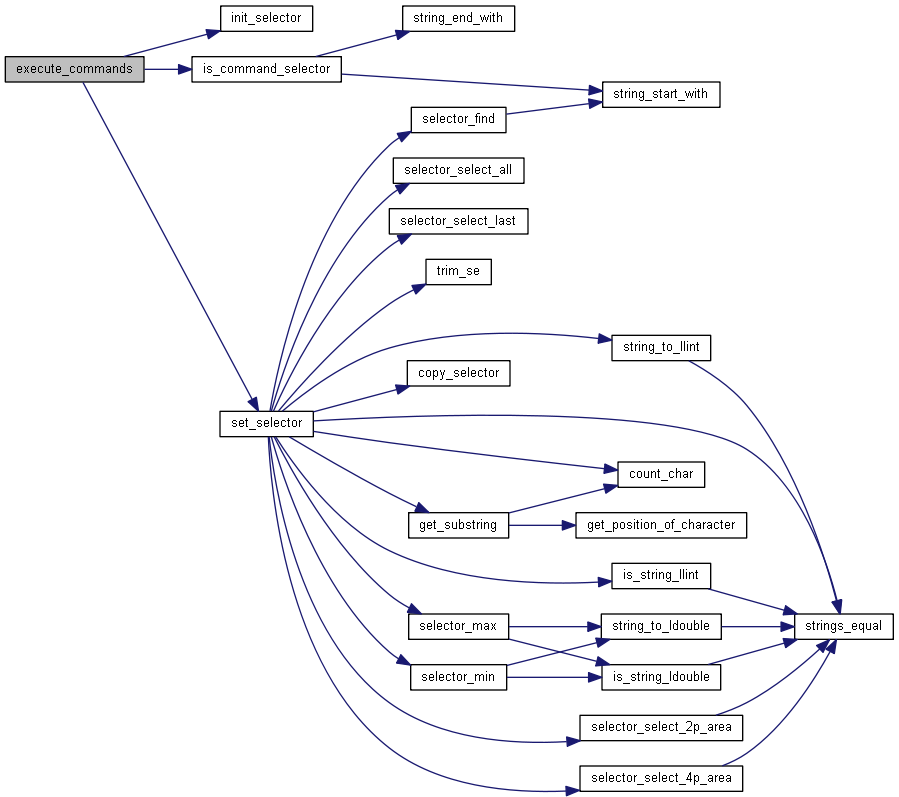 init_selector
string_end_with
execute_commands
is_command_selector
string_start_with
selector_find
selector_select_all
selector_select_last
trim_se
string_to_llint
copy_selector
set_selector
count_char
get_substring
get_position_of_character
is_string_llint
selector_max
string_to_ldouble
strings_equal
selector_min
is_string_ldouble
selector_select_2p_area
selector_select_4p_area